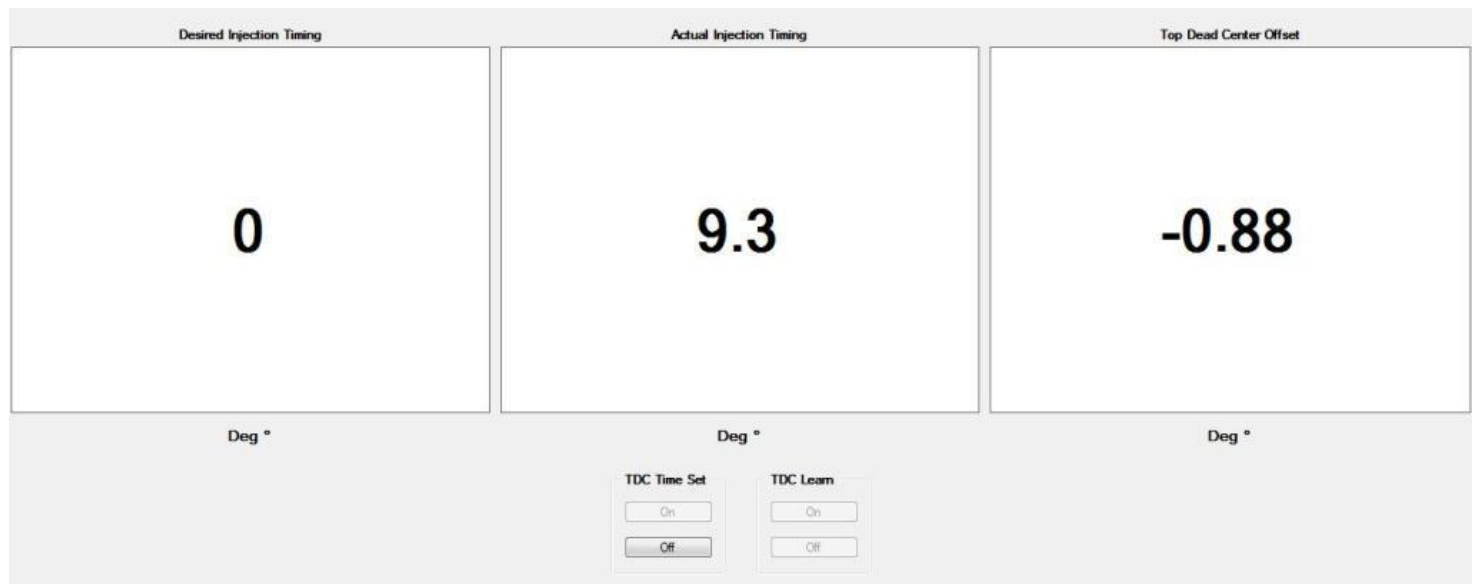 Desired Injection Timing
Actual Injection Timing
Top Dead Center Offset
0
9.3
-0.88
Deg °
Deg °
Deg °
TDC Time Set
TDC Learn
On
On
Off
Off